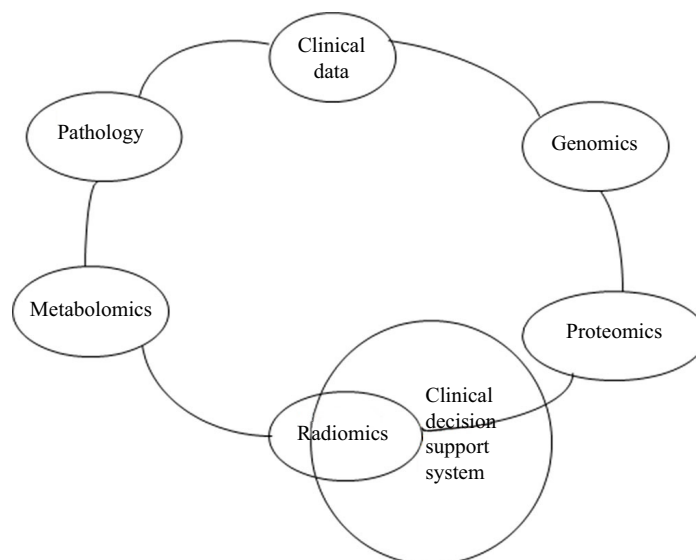 Clinical
data
Pathology
Genomics
Metabolomics
Proteomics
Radiomics
Clinical
decision
support
system